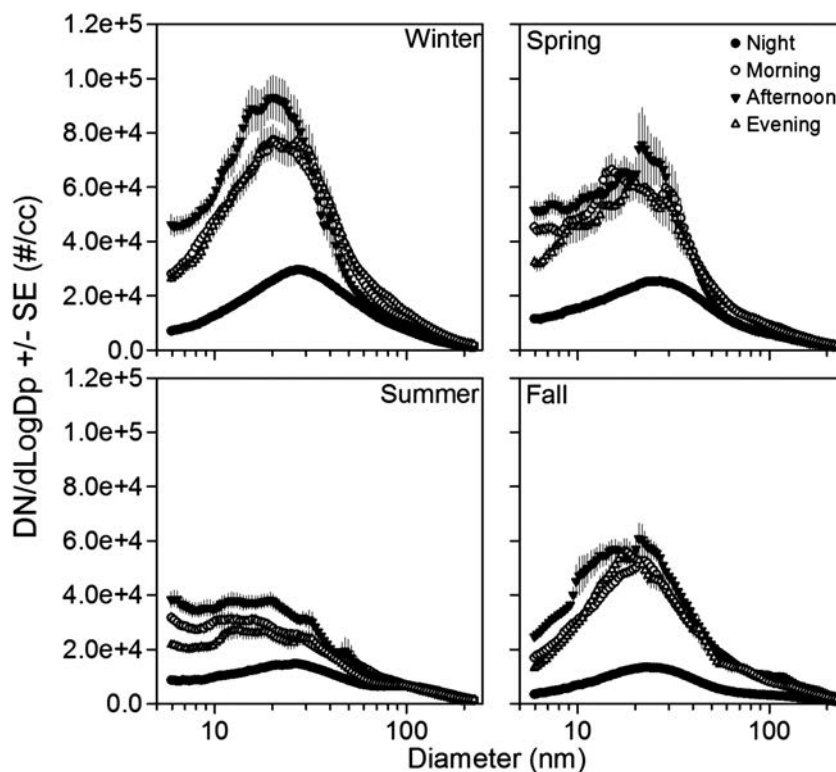 1.2e+5
1.0e+5
8.0e+4
6.0e+4
4.0e+4
2.0e+4
0.0
Winter
Spring
Night
Morning
Afternoon
Evening
1.2e+5
1.0e+5
8.0e+4
6.0e+4
4.0e+4
2.0e+4
0.0
Summer
Fall
DN/dLogDp +/- SE (#/cc)
10 100 10 100
Diameter (nm)